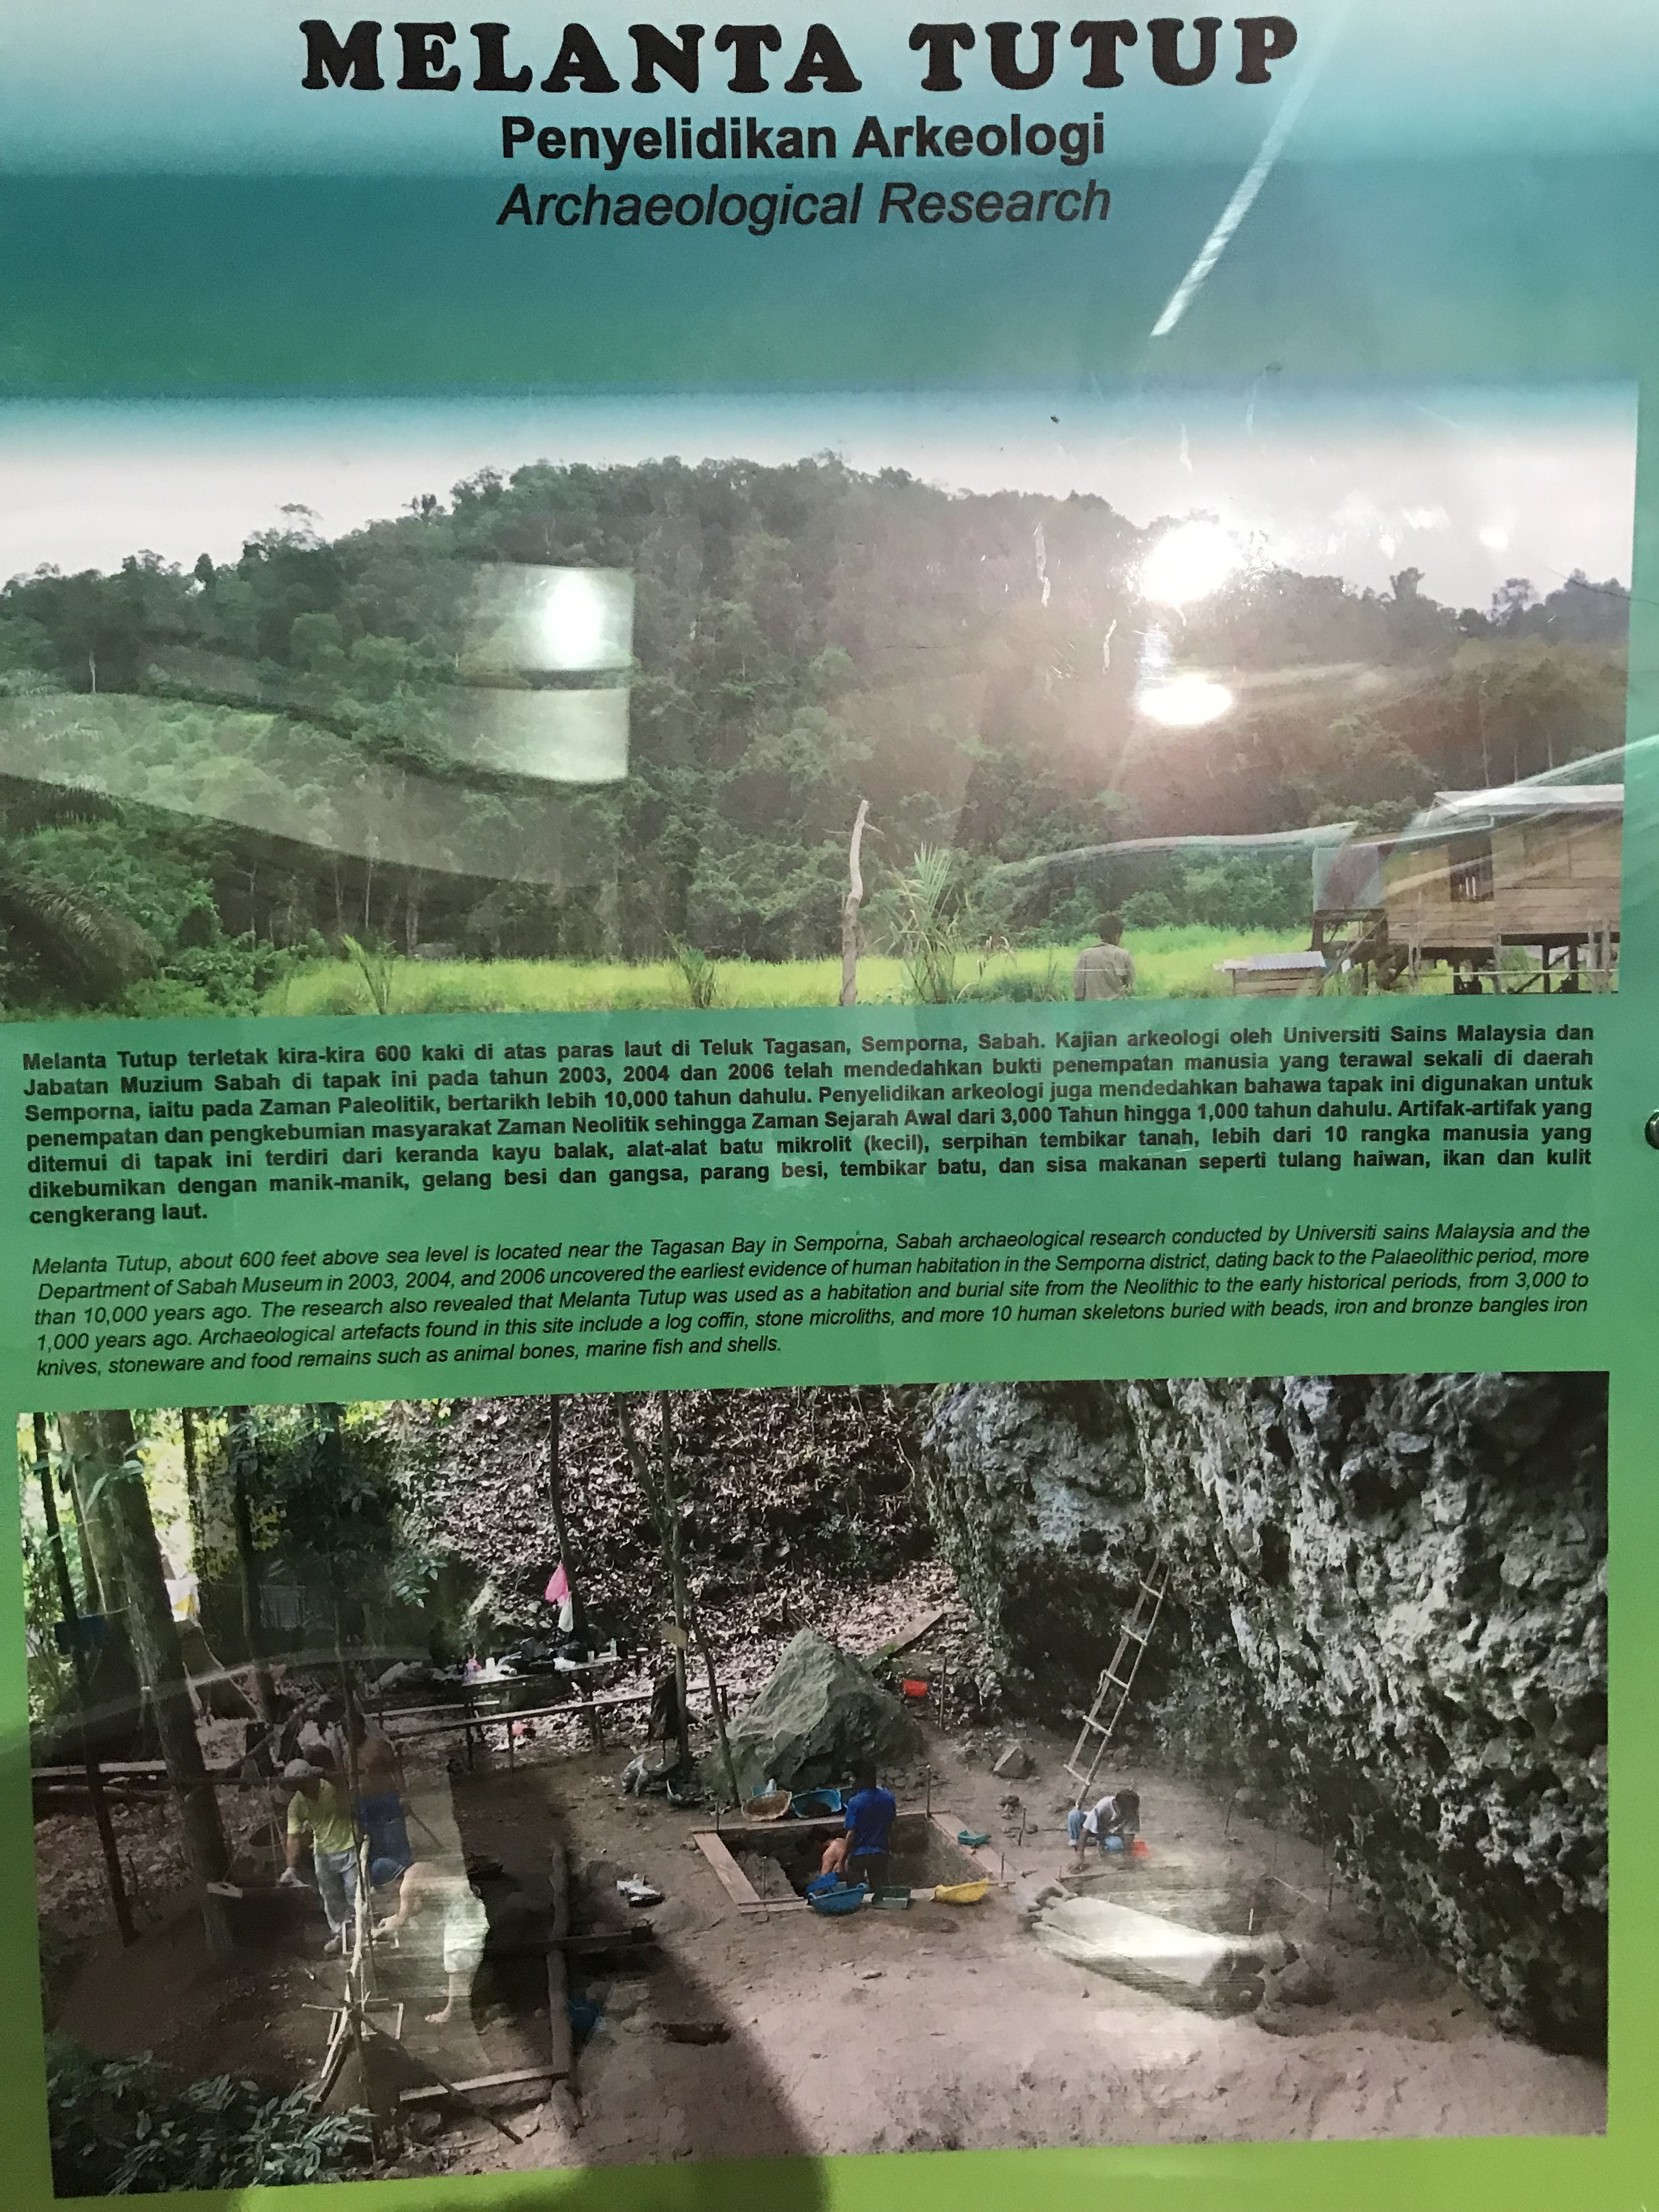 MELANTA TUTUP
Penyelidikan Arkeologi
Archaeological Research
Melanta Tutup terletak kira-kira 600 kaki di atas paras laut di Teluk Tagasan, Semporna, Sabah. Kajian arkeologi oleh Universiti Sains Malaysia dan
Jabatan Muzium Sabah di tapak ini pada tahun 2003, 2004 dan 2006 telah mendedahkan bukti penempatan manusia yang terawal sekali di daerah
Semporna, iaitu pada Zaman Paleolitik, bertarikh lebih 10,000 tahun dahulu. Penyelidikan arkeologi juga mendedahkan bahawa tapak ini digunakan untuk
penempatan dan pengkebumian masyarakat Zaman Neolitik sehingga Zaman Sejarah Awal dari 3,000 Tahun hingga 1,000 tahun dahulu. Artifak-artifak yang
ditemui di tapak ini terdiri dari keranda kayu balak, alat-alat batu mikrolit (kecil), serpihan tembikar tanah, lebih dari 10 rangka manusia yang
dikebumikan dengan manik-manik, gelang besi dan gangsa, parang besi, tembikar batu, dan sisa makanan seperti tulang haiwan, ikan dan kulit
cengkerang laut.
Melanta Tutup, about 600 feet above sea level is located near the Tagasan Bay in Semporna, Sabah archaeological research conducted by Universiti sains Malaysia and the
Department of Sabah Museum in 2003, 2004, and 2006 uncovered the earliest evidence of human habitation in the Semporna district, dating back to the Palaeolithic period, more
than 10,000 years ago. The research also revealed that Melanta Tutup was used as a habitation and burial site from the Neolithic to the early historical periods, from 3,000 to
1,000 years ago. Archaeological artefacts found in this site include a log coffin, stone microliths, and more 10 human skeletons buried with beads, iron and bronze bangles iron
knives, stoneware and food remains such as animal bones, marine fish and shells.